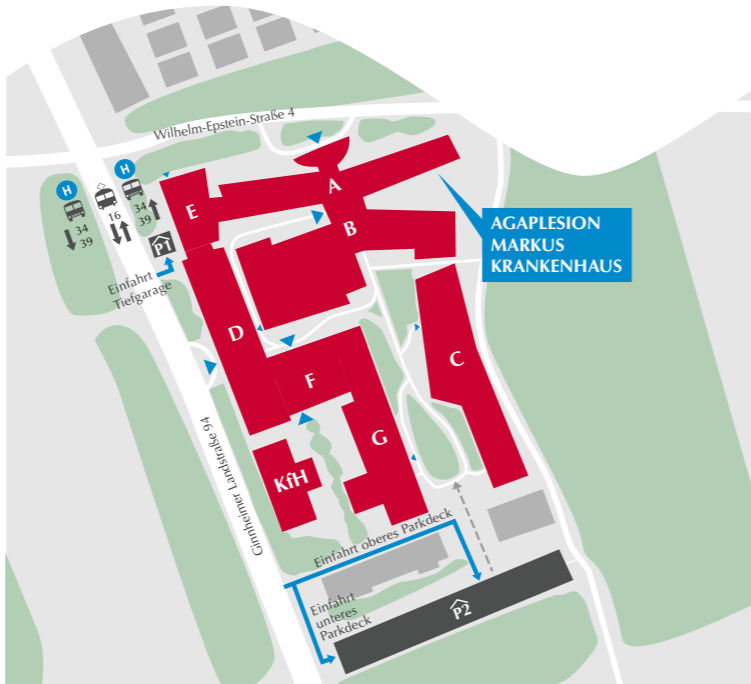 Wilhelm-Epstein-Straße 4
H
H
34
39
16
34
39
P1
Einfahrt
Tiefgarage
E
A
B
AGAPLESION
MARKUS
KRANKENHAUS
D
C
F
G
KfH
Ginnheimer Landstraße 94
Einfahrt oberes Parkdeck
Einfahrt
unteres
Parkdeck
P2